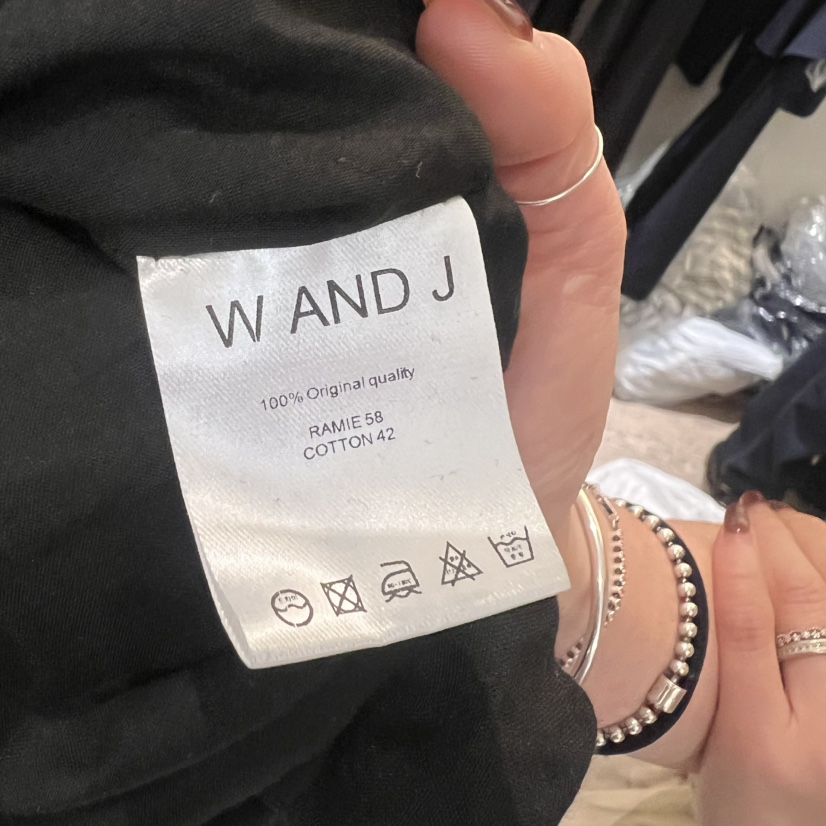 W AND J
100% Original quality
RAMIE 58
COTTON 42